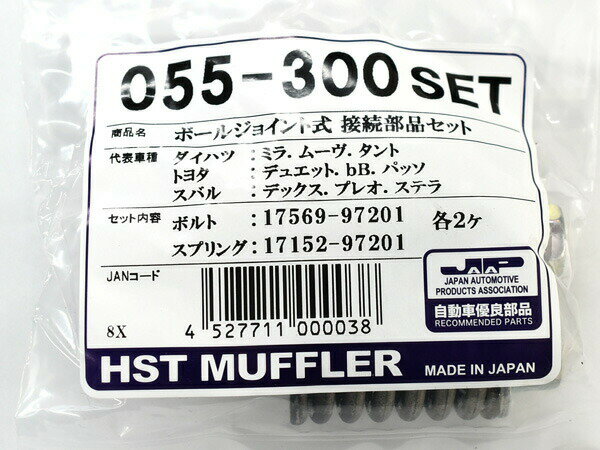 055-300 SET
商品名 ボールジョイント式 接続部品セット
代表車種 ダイハツ：ミラ．ムーヴ．タント
トヨタ：デュエット．bB．パッソ
スバル：デックス．プレオ．ステラ
セット内容 ボルト：17569-97201 各2ケ
スプリング：17152-97201
JANコード
JAP
JAPAN AUTOMOTIVE
PRODUCTS ASSOCIATION
自動車優良部品
RECOMMENDED PARTS
8X
4 527711 000038
HST MUFFLER MADE IN JAPAN